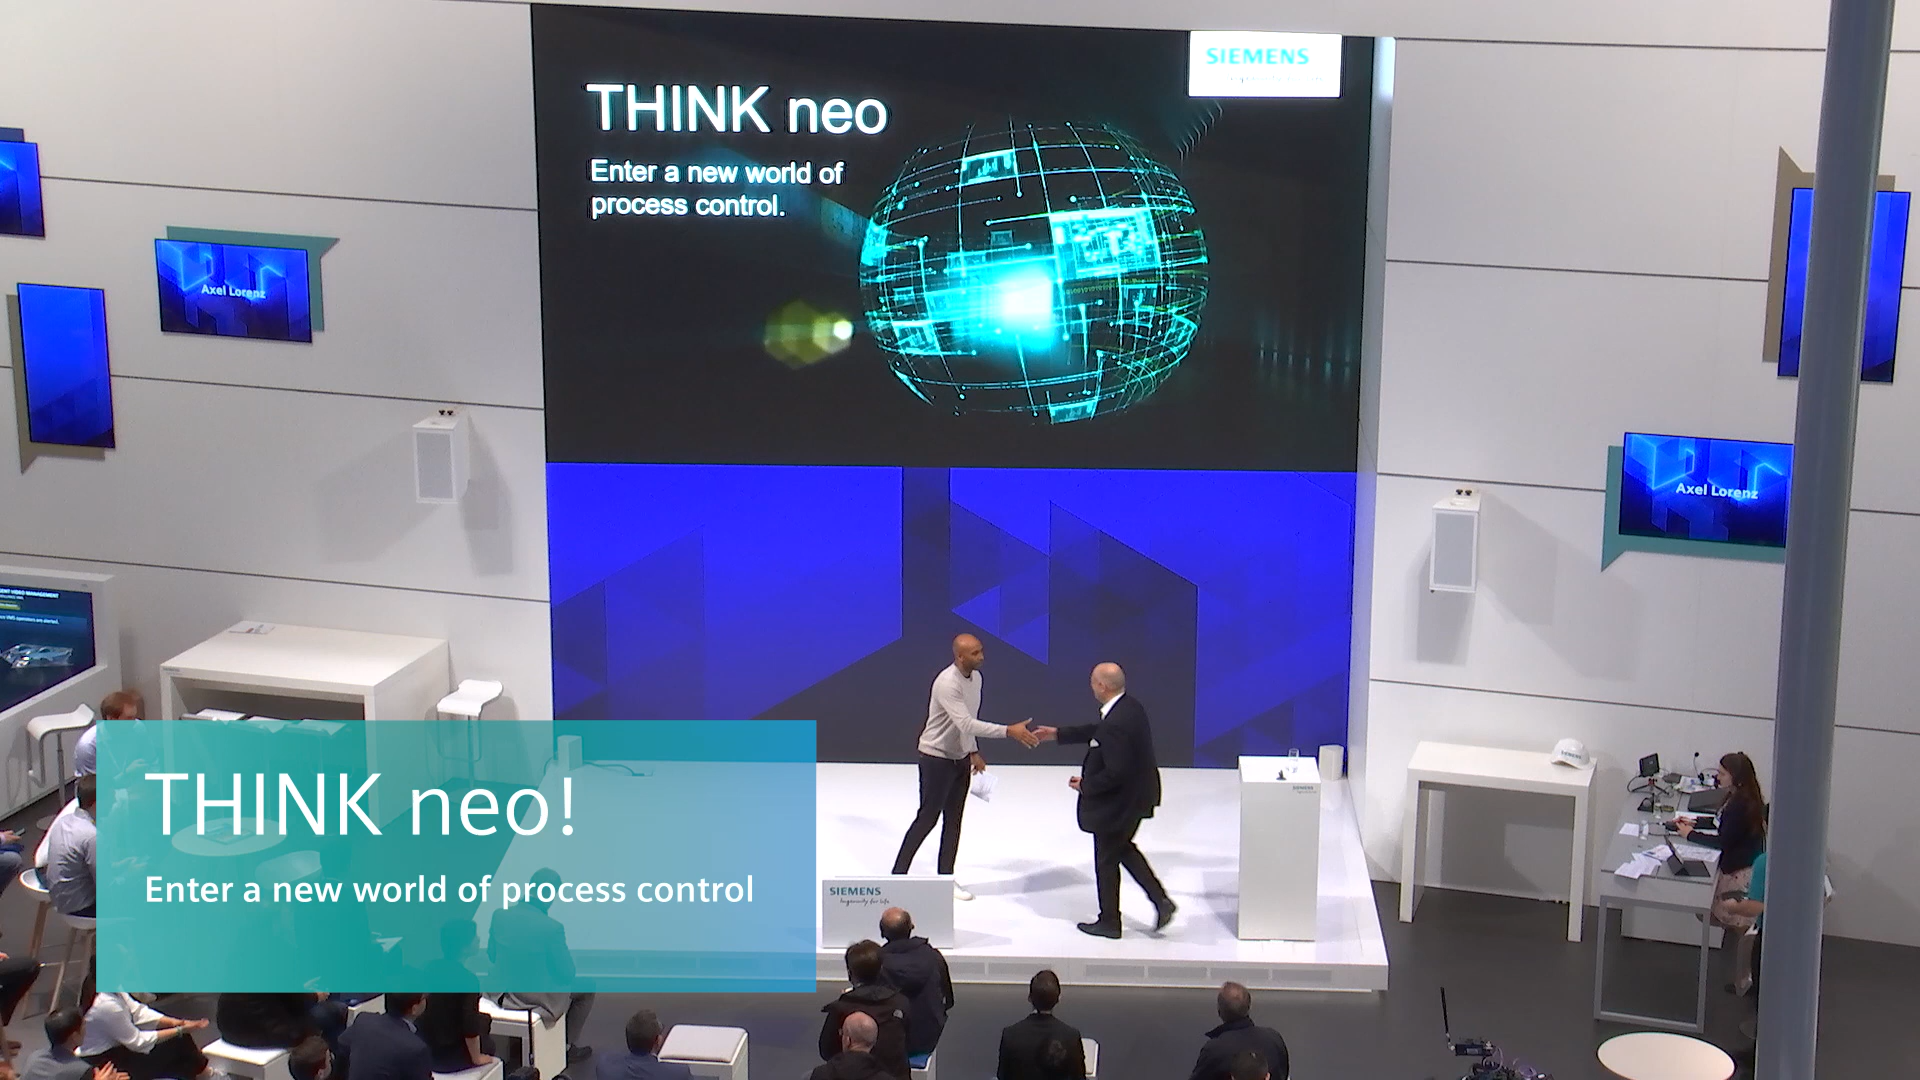 SIEMENS
THINK neo
Enter a new world of
process control.
Axel Lorenz
Axel Lorenz
SIEMENS
THINK neo!
Enter a new world of process control
SIEMENS
Ingenuity for life